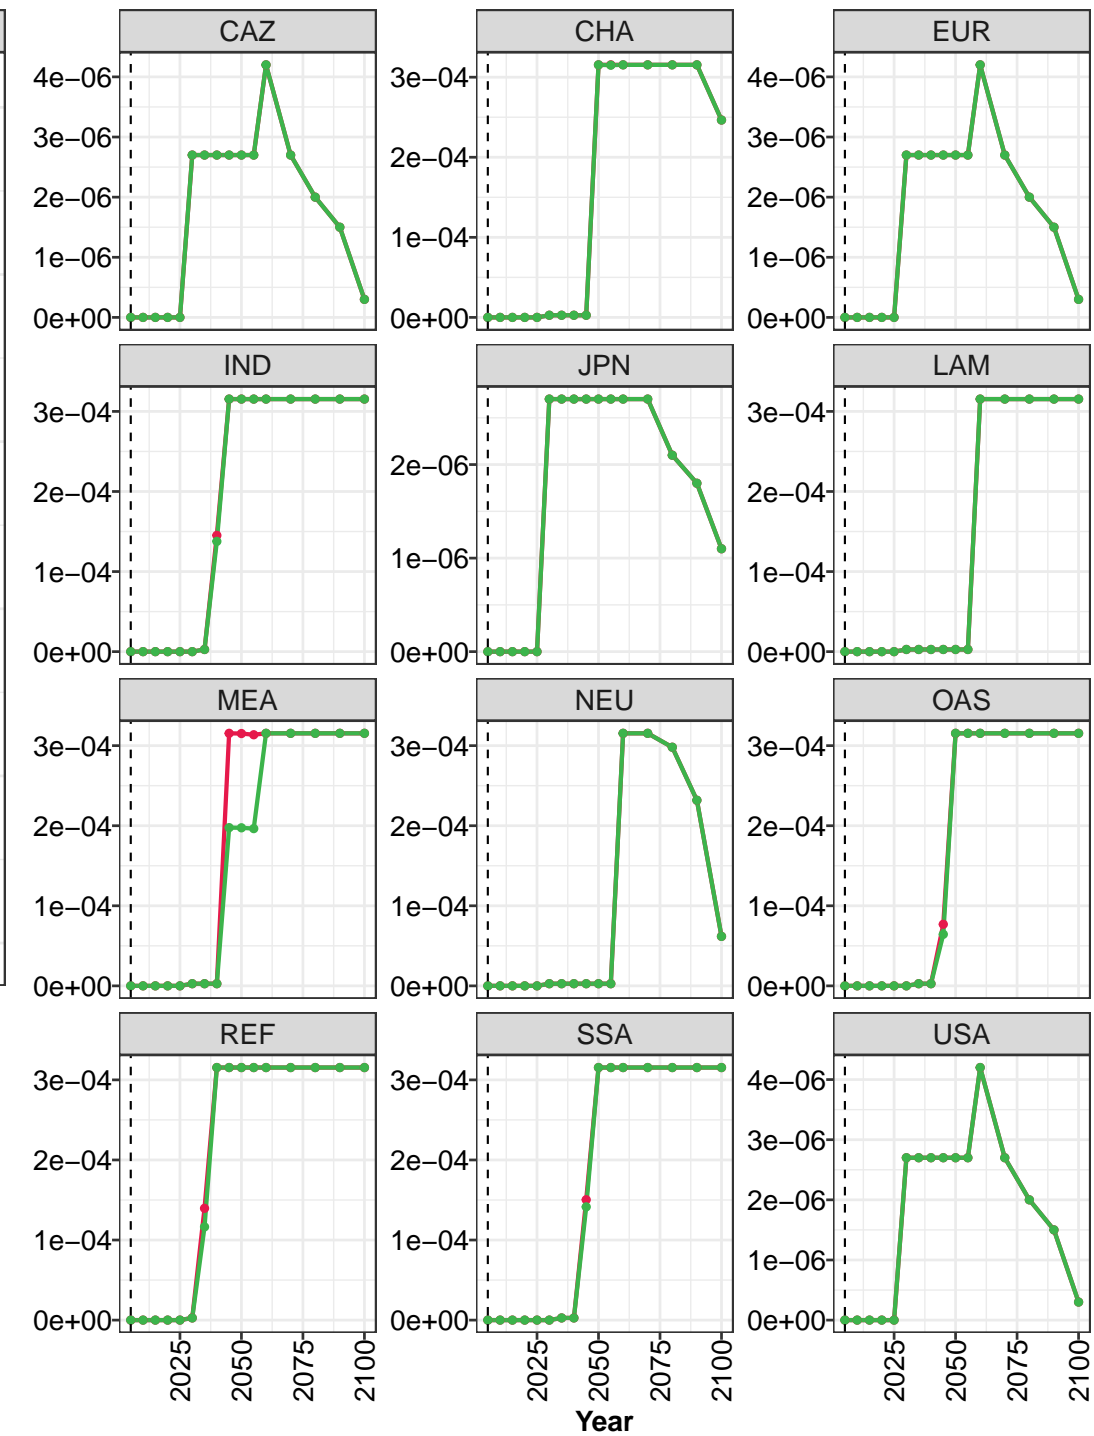 CAZ CHA EUR
4e−06 3e−04 4e−06
3e−06 3e−06
2e−04
2e−06 2e−06
1e−04
1e−06 1e−06
0e+00 0e+00 0e+00
IND JPN LAM
3e−04 3e−04
2e−06
2e−04 2e−04
1e−06
1e−04 1e−04
0e+00 0e+00 0e+00
MEA NEU OAS
3e−04 3e−04 3e−04
2e−04 2e−04 2e−04
1e−04 1e−04 1e−04
0e+00 0e+00 0e+00
REF SSA USA
3e−04 3e−04 4e−06
3e−06
2e−04 2e−04
2e−06
1e−04 1e−04
1e−06
0e+00 0e+00 0e+00
2025 2050 2075 2100 2025 2050 2075 2100 2025 2050 2075 2100
Year